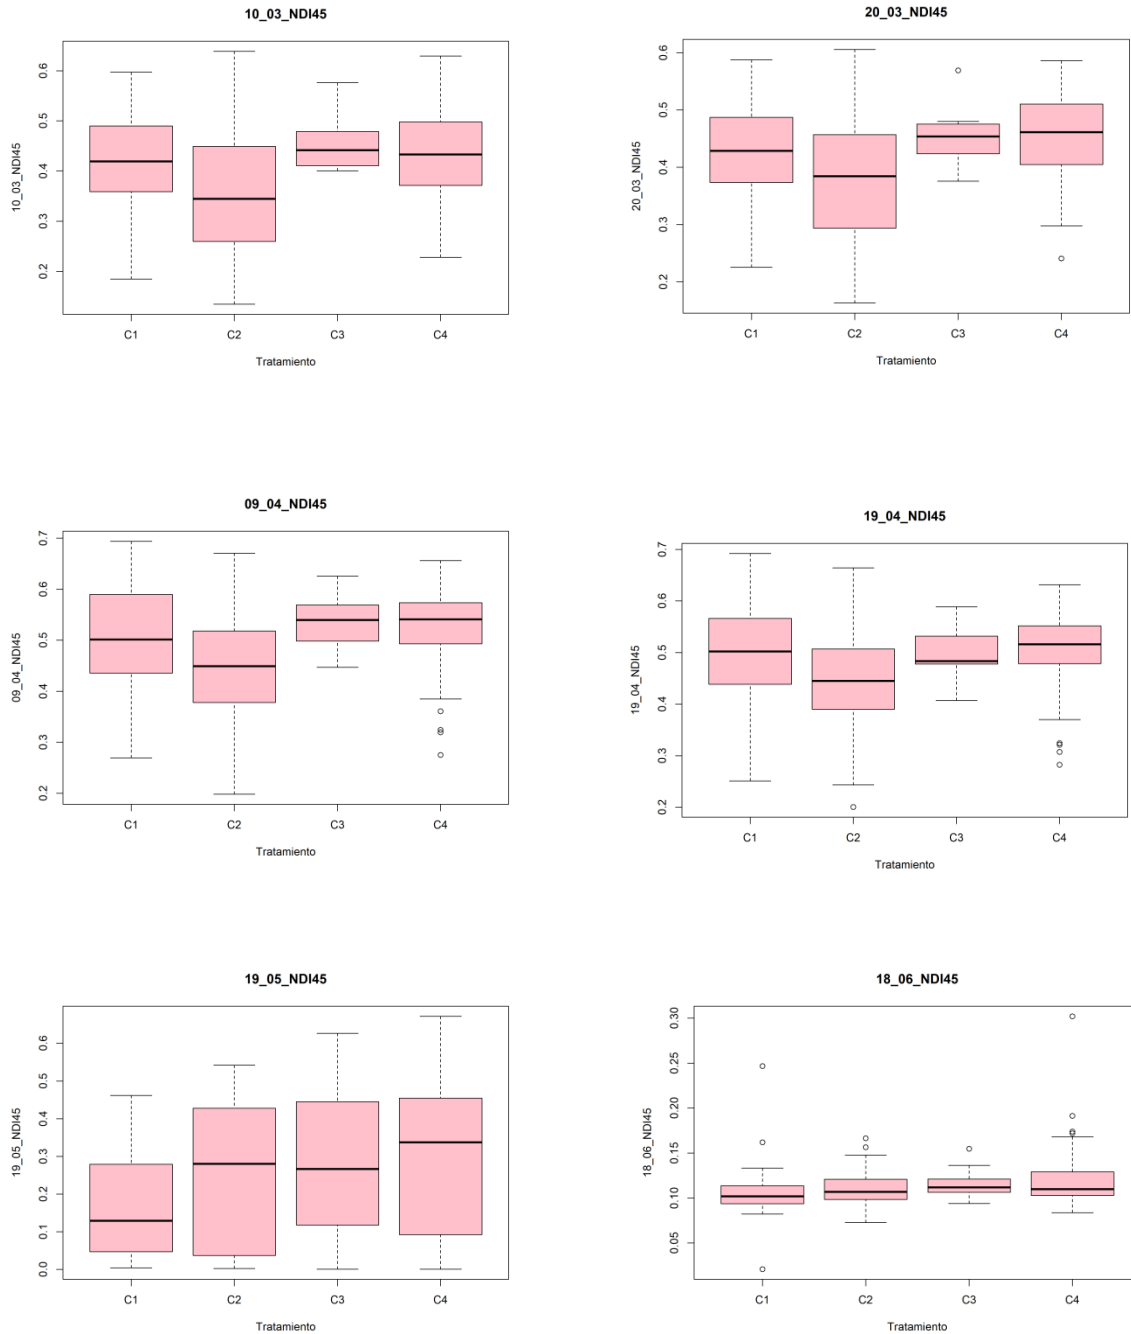 10_03_NDI45
10_03_NDI45
0.6
0.5
0.4
0.3
0.2
C1 C2 C3 C4
Tratamiento
20_03_NDI45
20_03_NDI45
0.6
0.5
0.4
0.3
0.2
C1 C2 C3 C4
Tratamiento
09_04_NDI45
09_04_NDI45
0.7
0.6
0.5
0.4
0.3
0.2
C1 C2 C3 C4
Tratamiento
19_04_NDI45
19_04_NDI45
0.7
0.6
0.5
0.4
0.3
0.2
C1 C2 C3 C4
Tratamiento
19_05_NDI45
19_05_NDI45
0.6
0.5
0.4
0.3
0.2
0.1
0.0
C1 C2 C3 C4
Tratamiento
18_06_NDI45
18_06_NDI45
0.30
0.25
0.20
0.15
0.10
0.05
C1 C2 C3 C4
Tratamiento